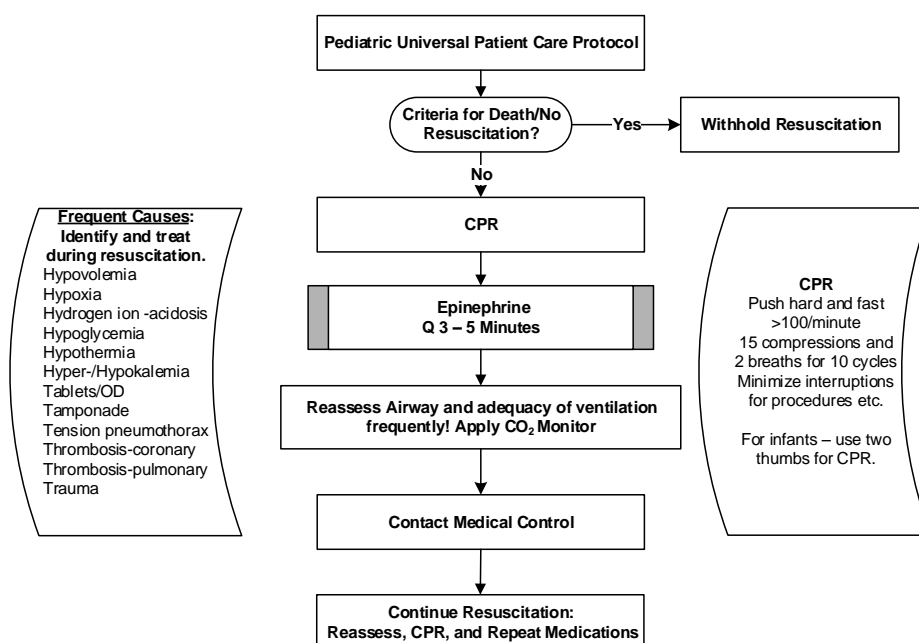 Pediatric Universal Patient Care Protocol
Criteria for Death/No
Resuscitation?
Yes
Withhold Resuscitation
No
CPR
Frequent Causes:
Identify and treat
during resuscitation.
Hypovolemia
Hypoxia
Hydrogen ion -acidosis
Hypoglycemia
Hypothermia
Hyper-/Hypokalemia
Tablets/OD
Tamponade
Tension pneumothorax
Thrombosis-coronary
Thrombosis-pulmonary
Trauma
Epinephrine
Q 3 – 5 Minutes
CPR
Push hard and fast
>100/minute
15 compressions and
2 breaths for 10 cycles
Minimize interruptions
for procedures etc.
For infants – use two
thumbs for CPR.
Reassess Airway and adequacy of ventilation
frequently! Apply CO₂ Monitor
Contact Medical Control
Continue Resuscitation:
Reassess, CPR, and Repeat Medications